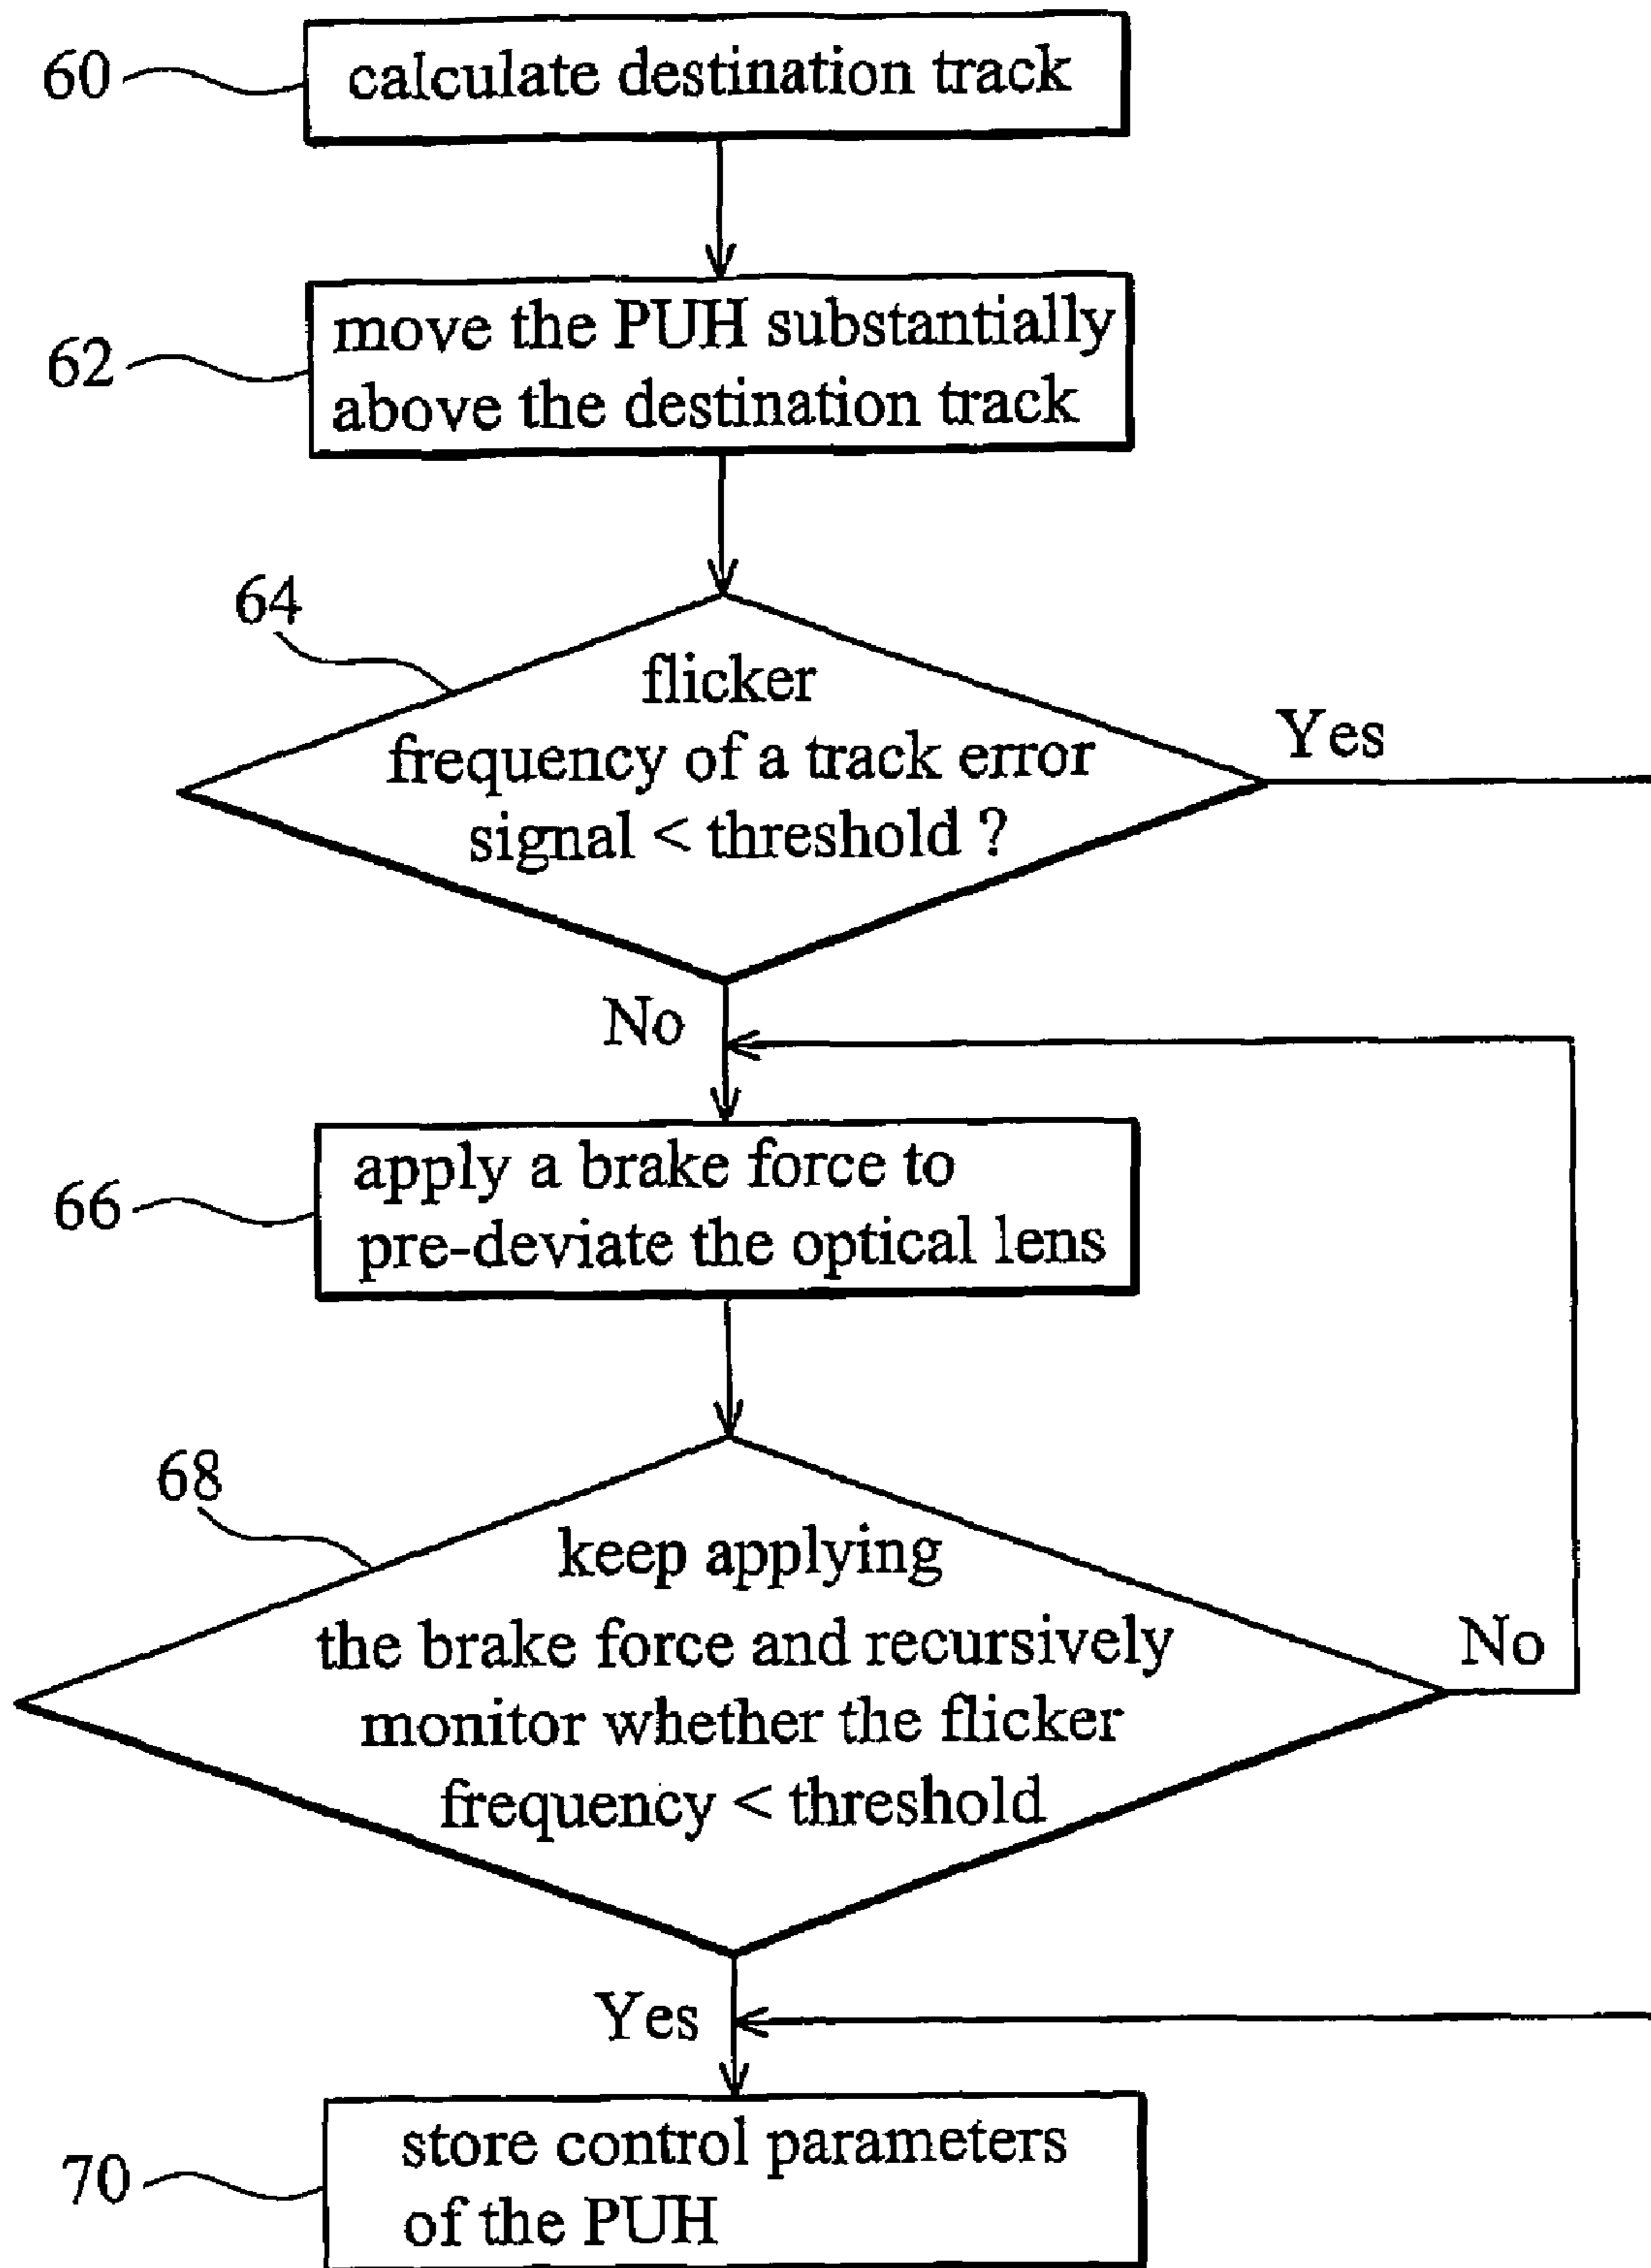 60
calculate destination track
62
move the PUH substantially
above the destination track
64
flicker
frequency of a track error
signal < threshold ?
Yes
No
66
apply a brake force to
pre-deviate the optical lens
68
keep applying
the brake force and recursively
monitor whether the flicker
frequency < threshold
No
Yes
70
store control parameters
of the PUH